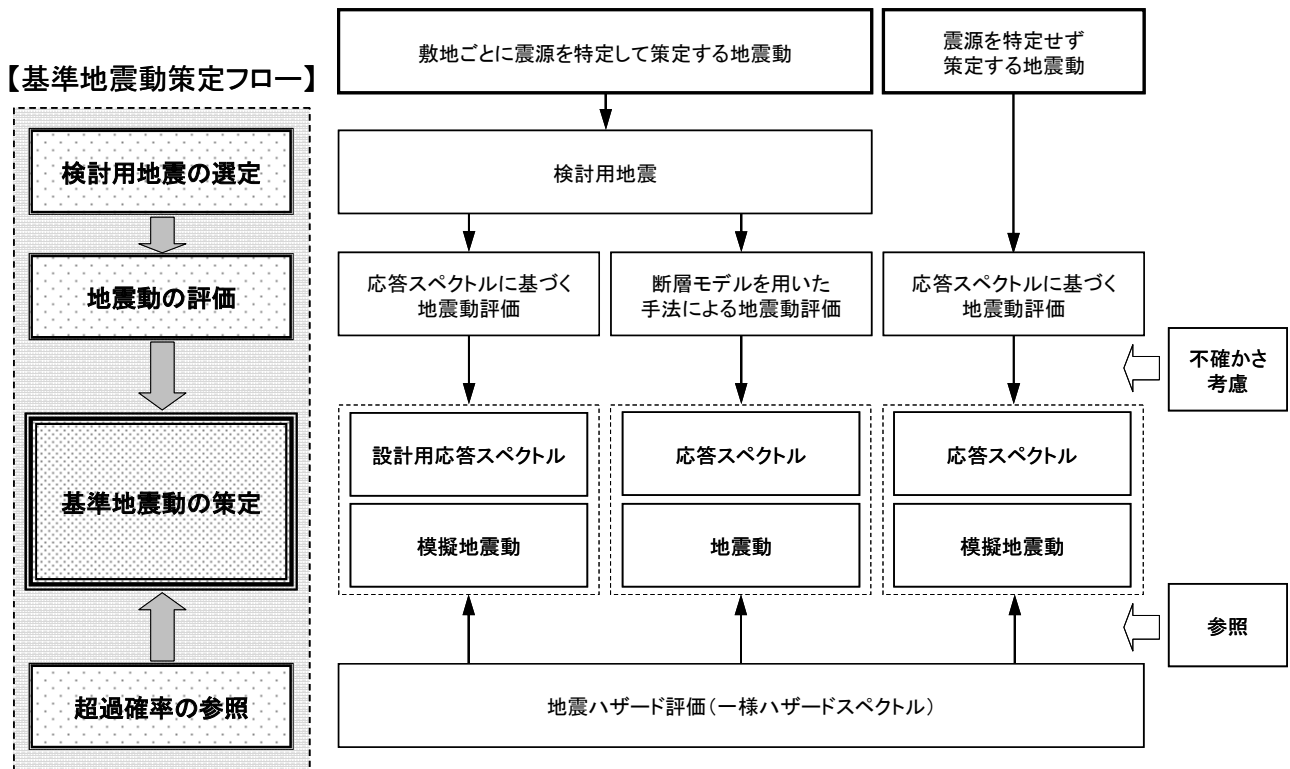 【基準地震動策定フロー】
検討用地震の選定
地震動の評価
基準地震動の策定
超過確率の参照
敷地ごとに震源を特定して策定する地震動
震源を特定せず
策定する地震動
検討用地震
応答スペクトルに基づく
地震動評価
断層モデルを用いた
手法による地震動評価
応答スペクトルに基づく
地震動評価
不確かさ
考慮
設計用応答スペクトル
模擬地震動
応答スペクトル
地震動
応答スペクトル
模擬地震動
参照
地震ハザード評価(一様ハザードスペクトル)